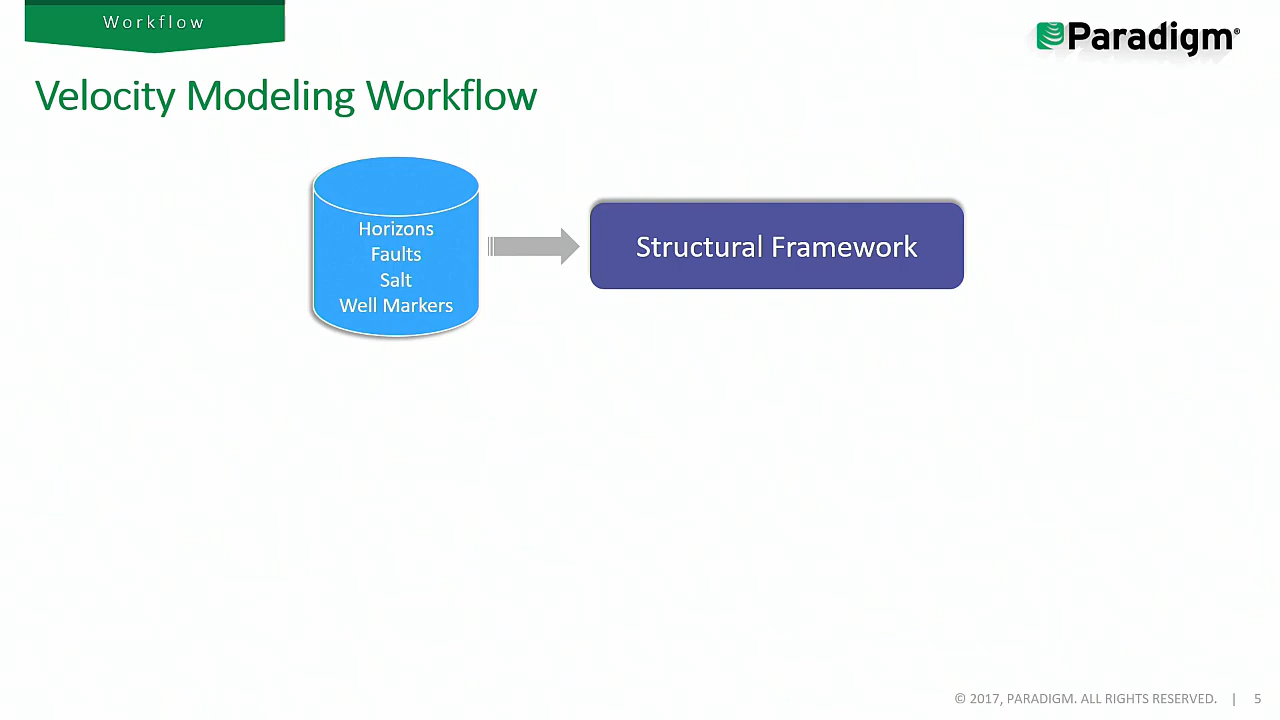 Workflow
Paradigm®
Velocity Modeling Workflow
Horizons
Faults
Salt
Well Markers
Structural Framework
© 2017, PARADIGM. ALL RIGHTS RESERVED. | 5